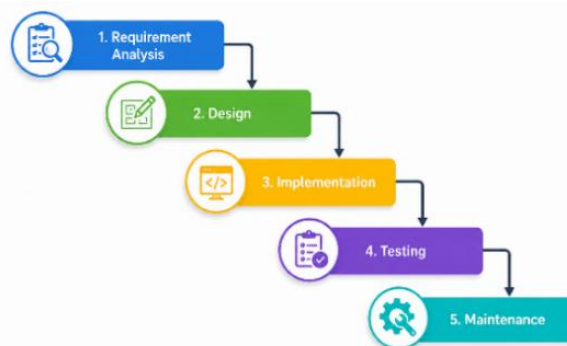 1. Requirement
Analysis
2. Design
</>
3. Implementation
4. Testing
5. Maintenance